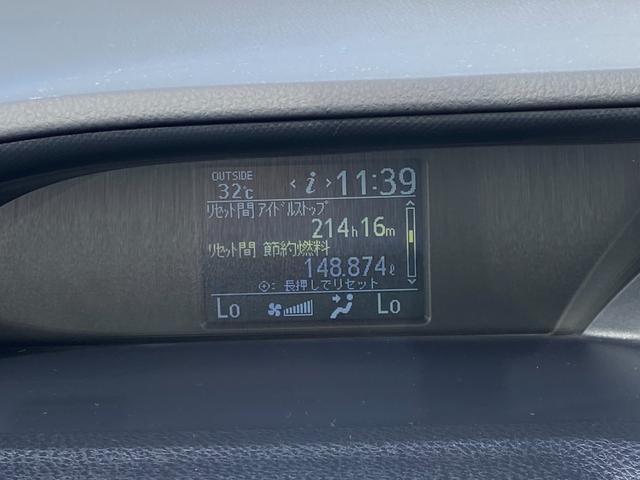 OUTSIDE
32℃ ‹ i › 11:39
リセット間 アイドルストップ
214h16m
リセット間 節約燃料
148.874ℓ
: 長押しでリセット
Lo Lo